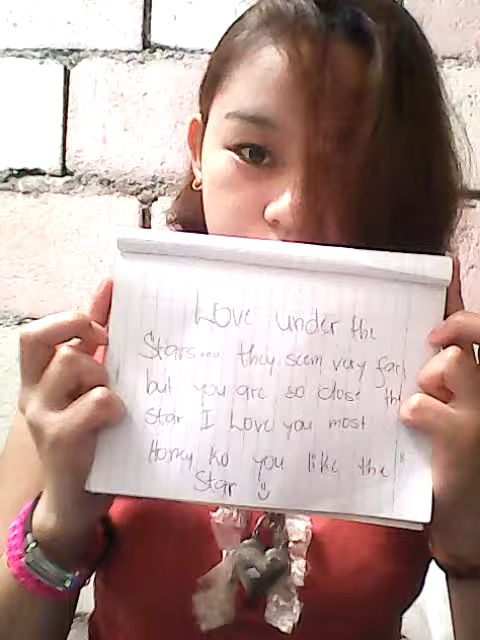 Love under the
Stars.... they seem very far
but you are so close the
star I Love you most
Honey ko you like the
Star :)